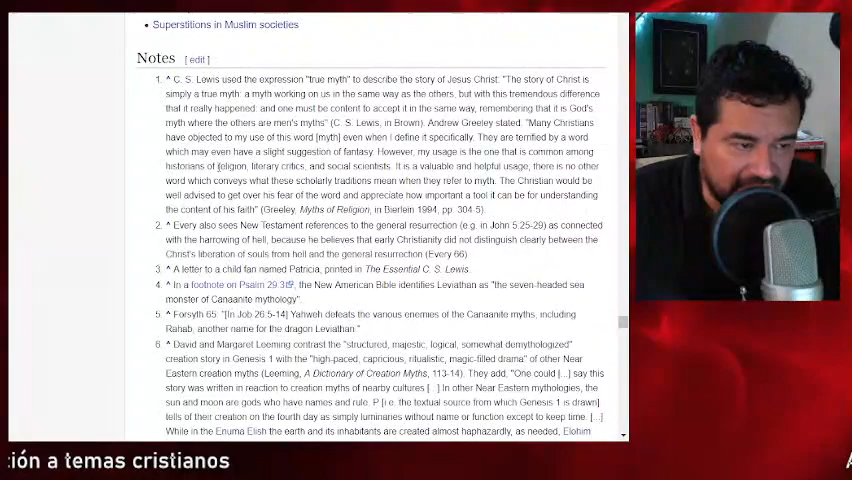 Superstitions in Muslim societies
Notes [ edit ]
1. ^ C. S. Lewis used the expression "true myth" to describe the story of Jesus Christ: "The story of Christ is
simply a true myth: a myth working on us in the same way as the others, but with this tremendous difference
that it really happened: and one must be content to accept it in the same way, remembering that it is God's
myth where the others are men's myths" (C. S. Lewis, in Brown). Andrew Greeley stated: "Many Christians
have objected to my use of this word [myth] even when I define it specifically. They are terrified by a word
which may even have a slight suggestion of fantasy. However, my usage is the one that is common among
historians of religion, literary critics, and social scientists. It is a valuable and helpful usage; there is no other
word which conveys what these scholarly traditions mean when they refer to myth. The Christian would be
well advised to get over his fear of the word and appreciate how important a tool it can be for understanding
the content of his faith" (Greeley, Myths of Religion, in Bierlein 1994, pp. 304-5).
2. ^ Every also sees New Testament references to the general resurrection (e.g. in John 5:25-29) as connected
with the harrowing of hell, because he believes that early Christianity did not distinguish clearly between the
Christ's liberation of souls from hell and the general resurrection (Every 66)
3. ^ A letter to a child fan named Patricia, printed in The Essential C. S. Lewis.
4. ^ In a footnote on Psalm 29:3, the New American Bible identifies Leviathan as "the seven-headed sea
monster of Canaanite mythology".
5. ^ Forsyth 65: "[In Job 26:5-14] Yahweh defeats the various enemies of the Canaanite myths, including
Rahab, another name for the dragon Leviathan."
6. ^ David and Margaret Leeming contrast the "structured, majestic, logical, somewhat demythologized"
creation story in Genesis 1 with the "high-paced, capricious, ritualistic, magic-filled drama" of other Near
Eastern creation myths (Leeming, A Dictionary of Creation Myths, 113-14). They add, "One could [...] say this
story was written in reaction to creation myths of nearby cultures [...] In other Near Eastern mythologies, the
sun and moon are gods who have names and rule. P [i.e. the textual source from which Genesis 1 is drawn]
tells of their creation on the fourth day as simply luminaries without name or function except to keep time. [...]
While in the Enuma Elish the earth and its inhabitants are created almost haphazardly, as needed, Elohim
ción a temas cristianos